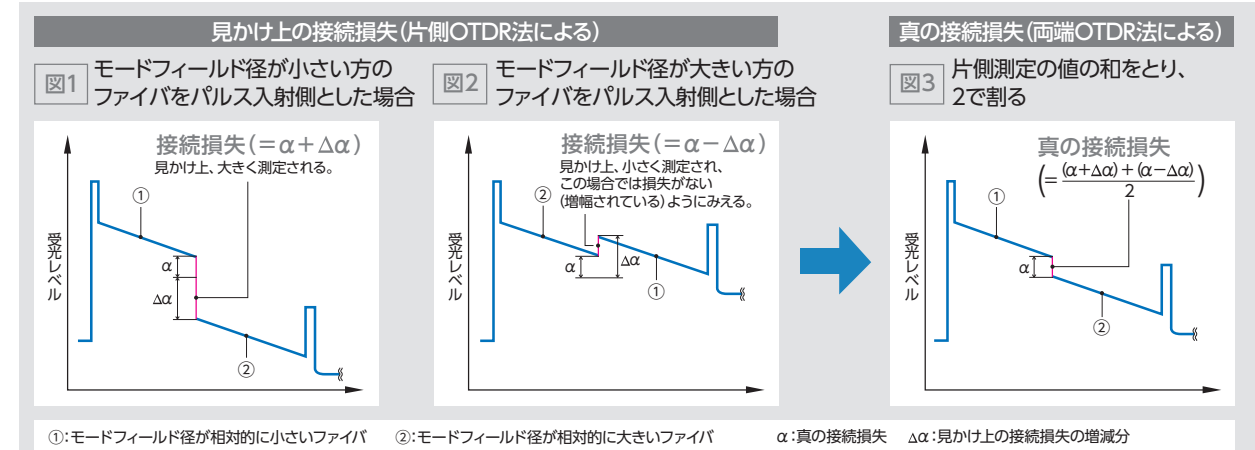 見かけ上の接続損失(片側OTDR法による)
図1
モードフィールド径が小さい方の
ファイバをパルス入射側とした場合
接続損失(=α+Δα)
見かけ上、大きく測定される。
①
受光レベル
α
Δα
②
図2
モードフィールド径が大きい方の
ファイバをパルス入射側とした場合
接続損失(=α−Δα)
見かけ上、小さく測定され、
この場合では損失がない
(増幅されている)ようにみえる。
②
受光レベル
α
Δα
①
真の接続損失(両端OTDR法による)
図3
片側測定の値の和をとり、
2で割る
真の接続損失
(=(α+Δα)+(α−Δα)
2)
①
受光レベル
α
②
①:モードフィールド径が相対的に小さいファイバ ②:モードフィールド径が相対的に大きいファイバ α:真の接続損失 Δα:見かけ上の接続損失の増減分